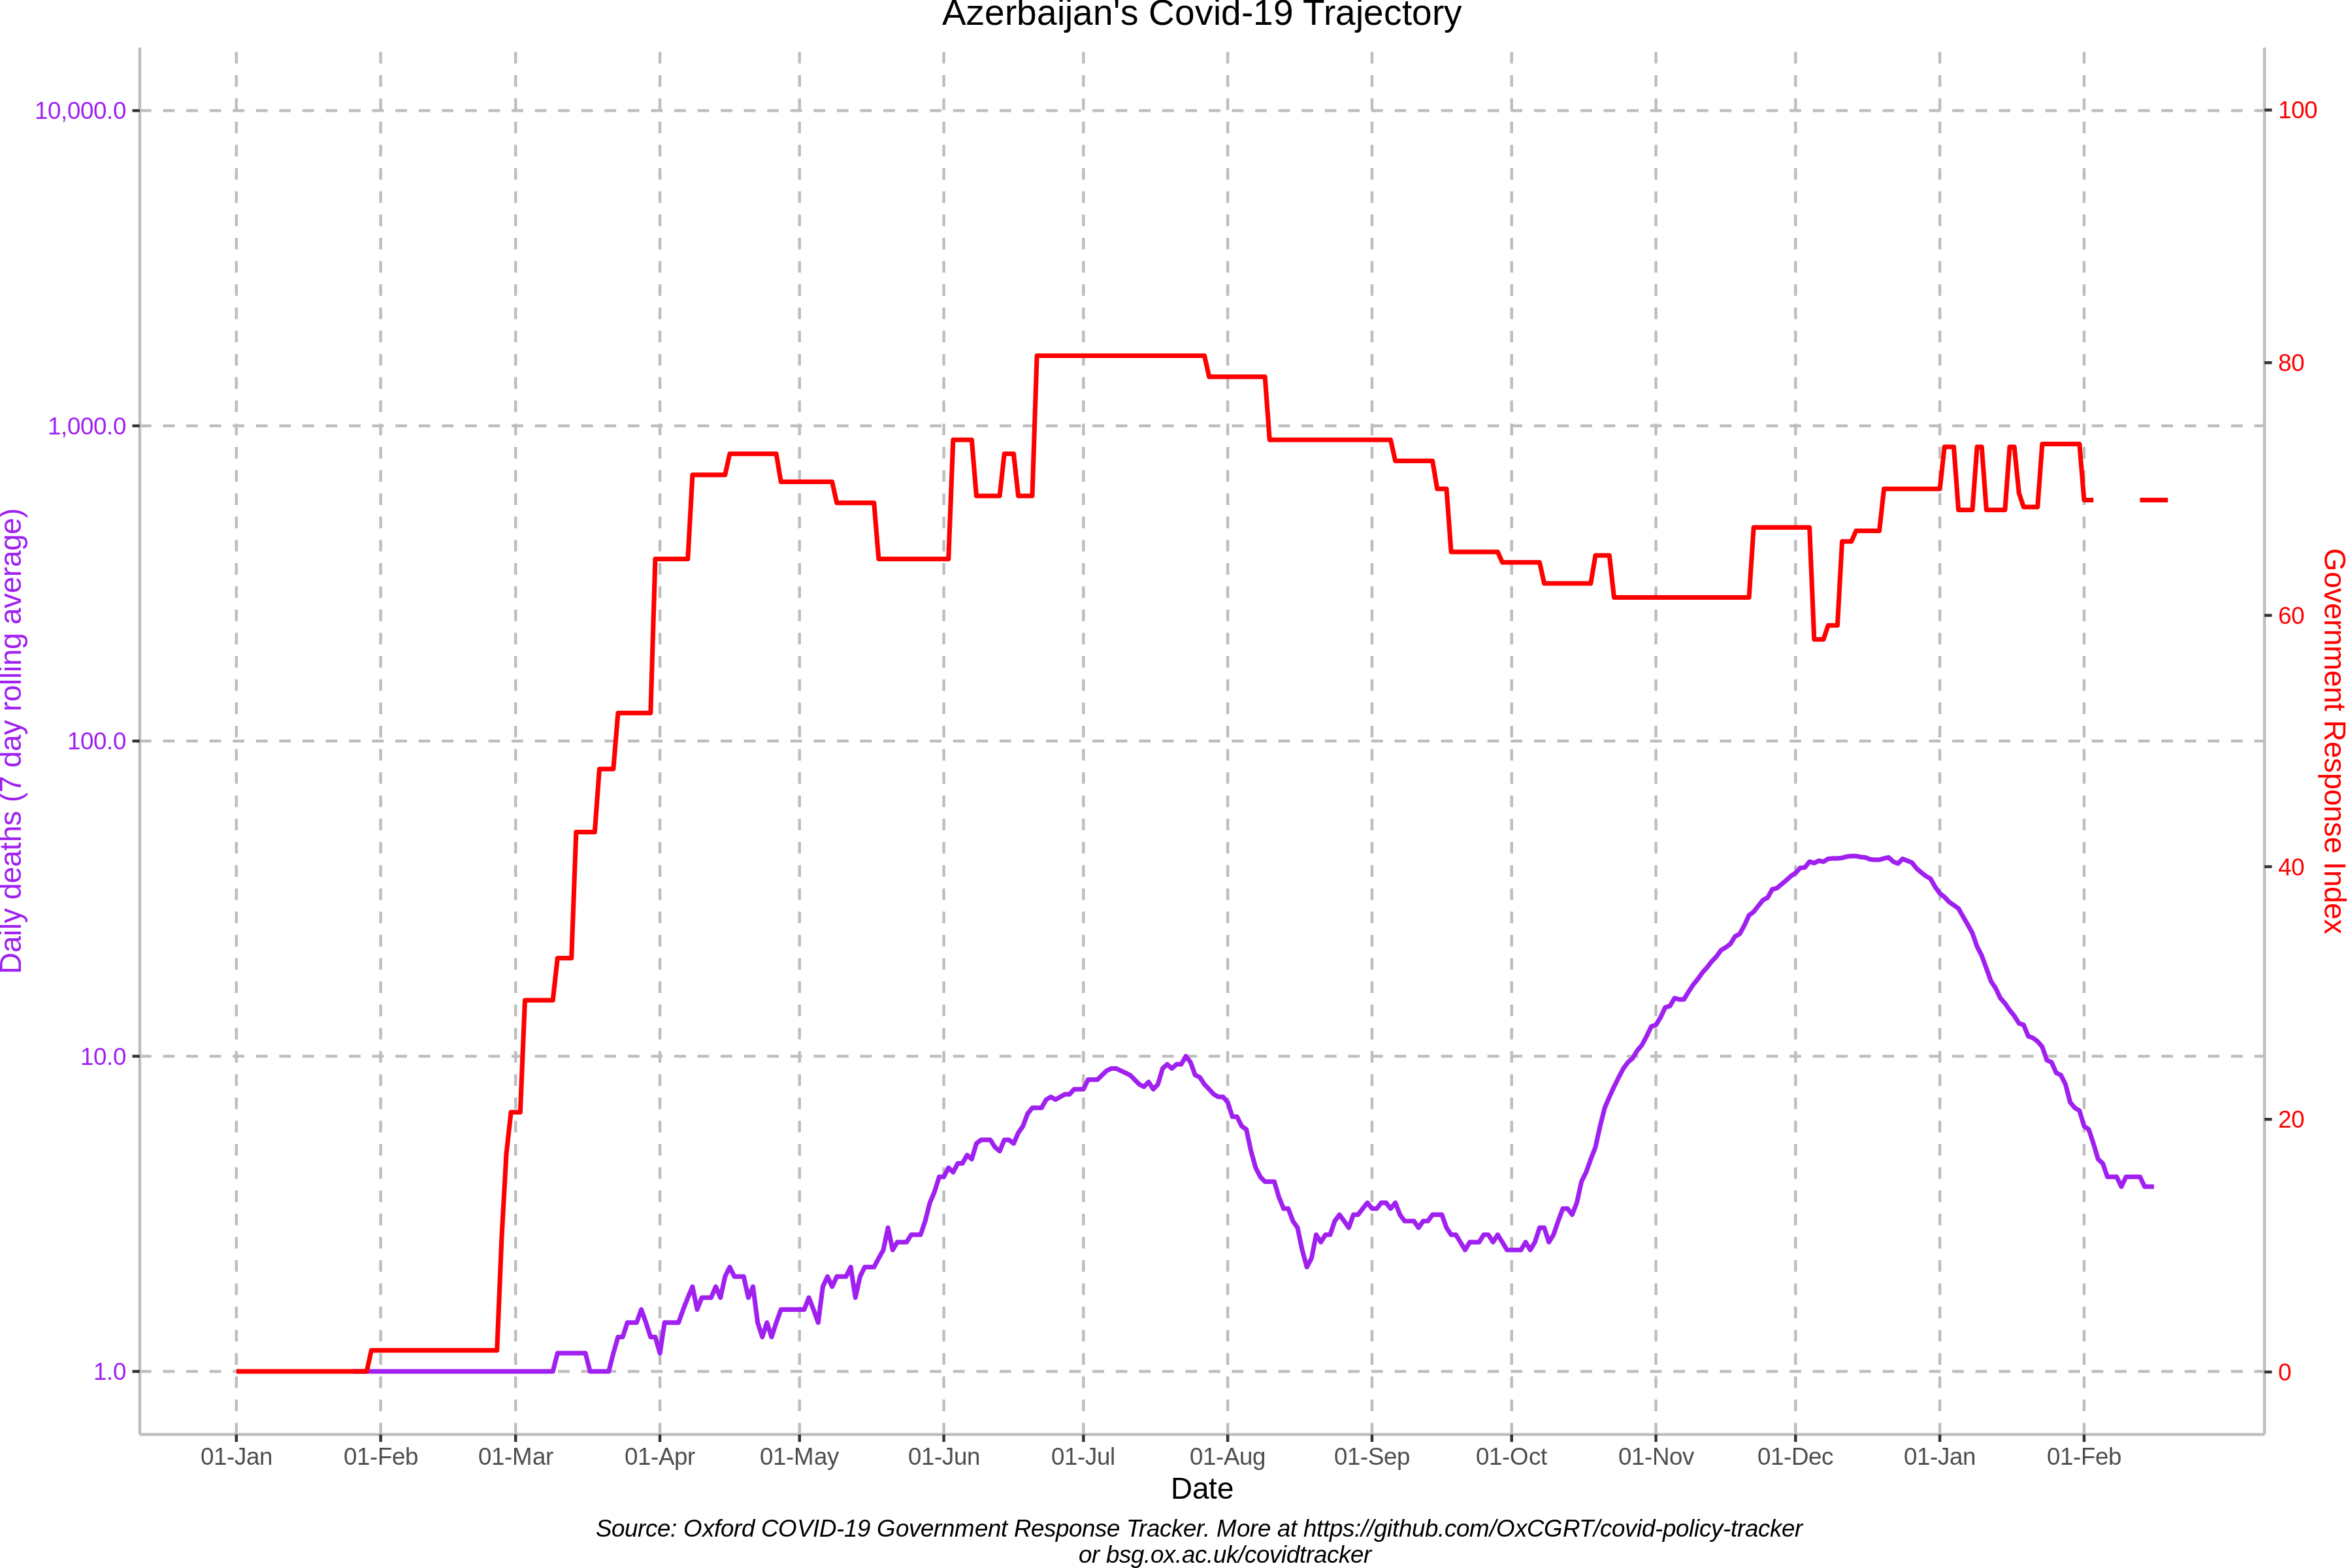 Azerbaijan's Covid-19 Trajectory
10,000.0
1,000.0
100.0
10.0
1.0
Daily deaths (7 day rolling average)
100
80
60
40
20
0
Government Response Index
01-Jan 01-Feb 01-Mar 01-Apr 01-May 01-Jun 01-Jul 01-Aug 01-Sep 01-Oct 01-Nov 01-Dec 01-Jan 01-Feb
Date
Source: Oxford COVID-19 Government Response Tracker. More at https://github.com/OxCGRT/covid-policy-tracker
or bsg.ox.ac.uk/covidtracker